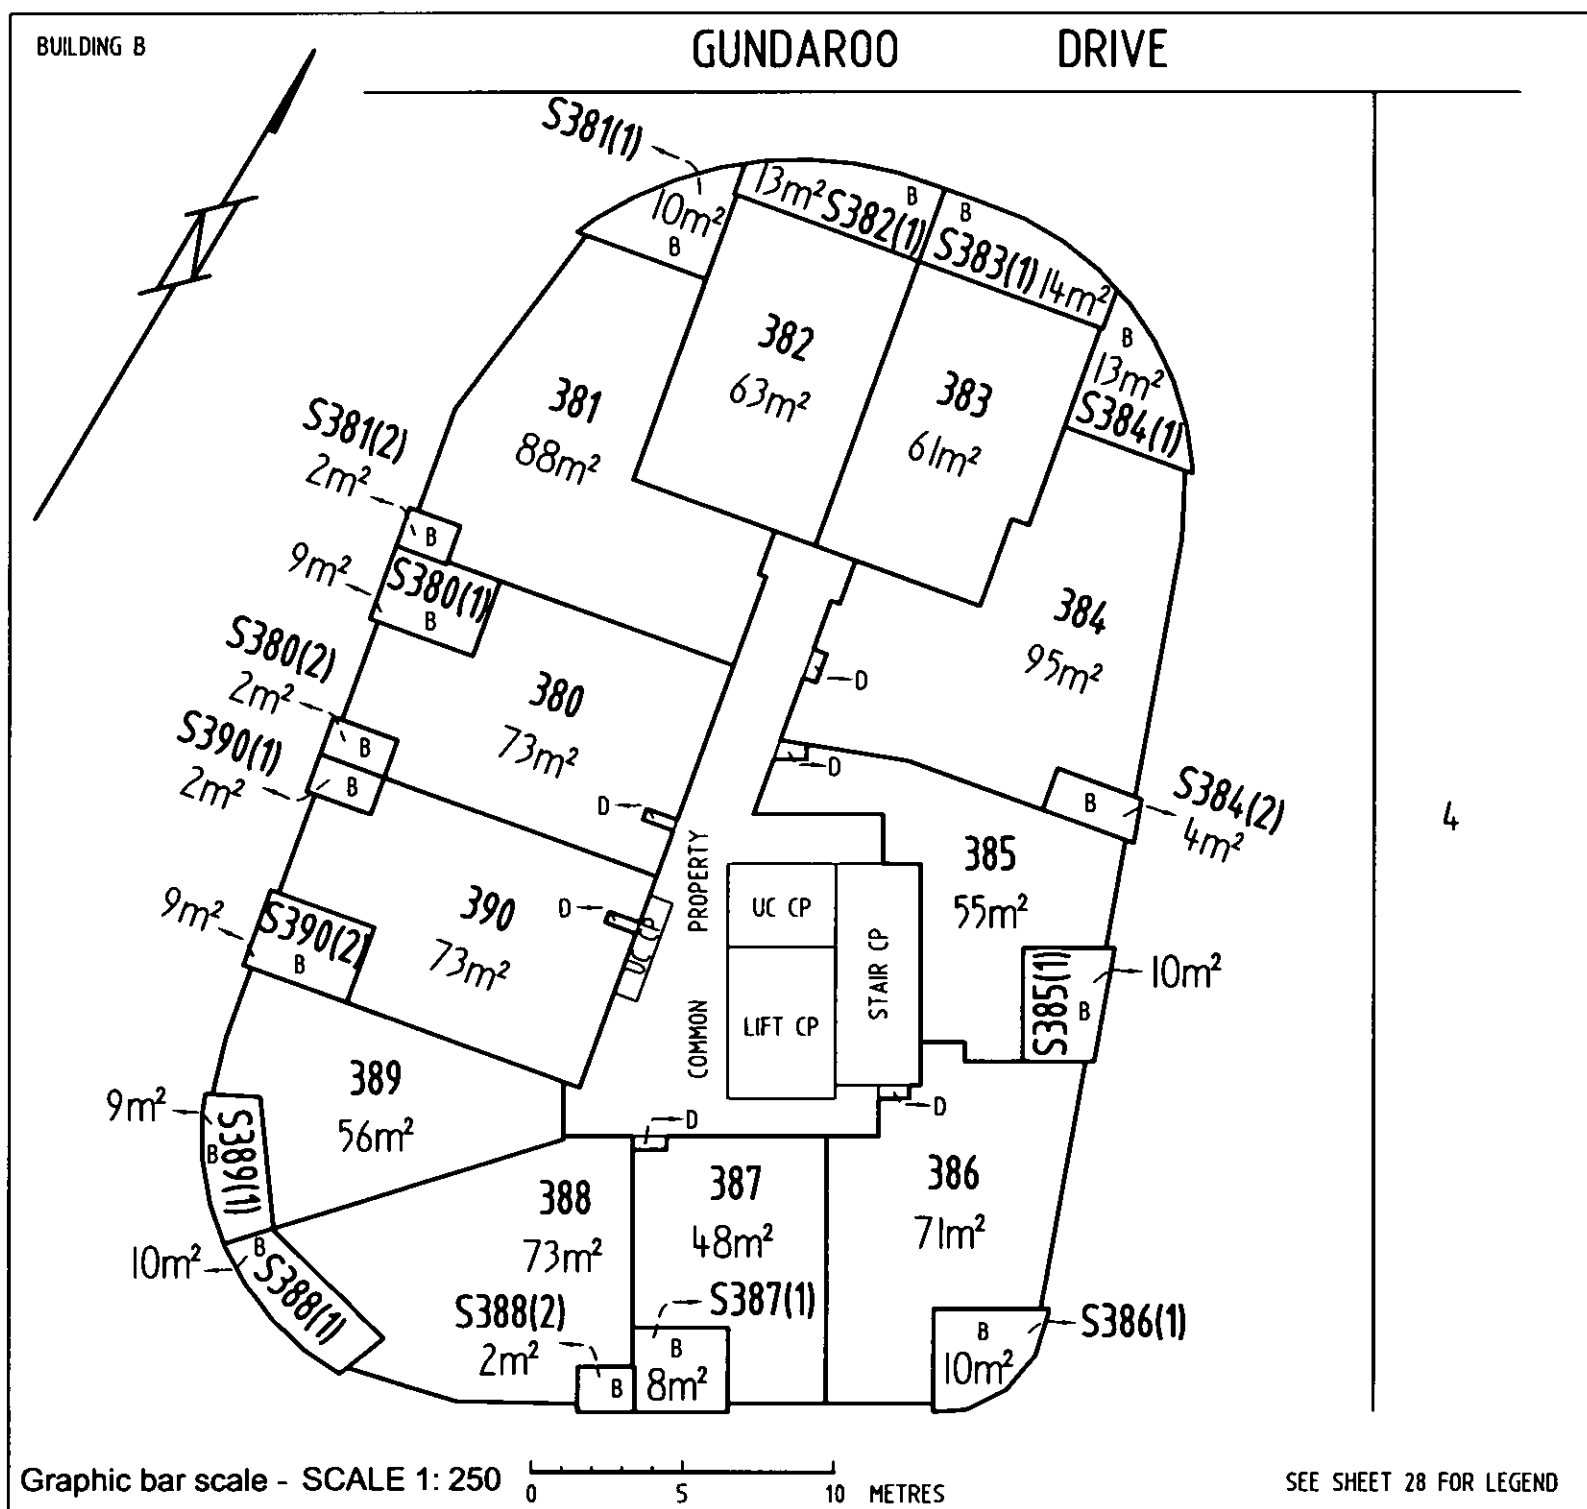 BUILDING B
GUNDAROO DRIVE
S381(1)
10m²
B
13m²
S382(1)
B
B
S383(1)
14m²
B
13m²
S384(1)
382
63m²
383
61m²
381
88m²
S381(2)
2m²
B
9m²
S380(1)
B
384
95m²
D
S380(2)
2m²
B
380
73m²
S390(1)
2m²
B
D
D
S384(2)
4m²
B
4
385
55m²
COMMON PROPERTY
UC CP
STAIR CP
LIFT CP
UC CP
D
390
73m²
9m²
S390(2)
B
S385(1)
B
10m²
389
56m²
9m²
S389(1)
B
D
D
388
73m²
387
48m²
386
71m²
10m²
B
S388(1)
S388(2)
2m²
B
S387(1)
B
8m²
S386(1)
B
10m²
Graphic bar scale - SCALE 1: 250
0 5 10 METRES
SEE SHEET 28 FOR LEGEND